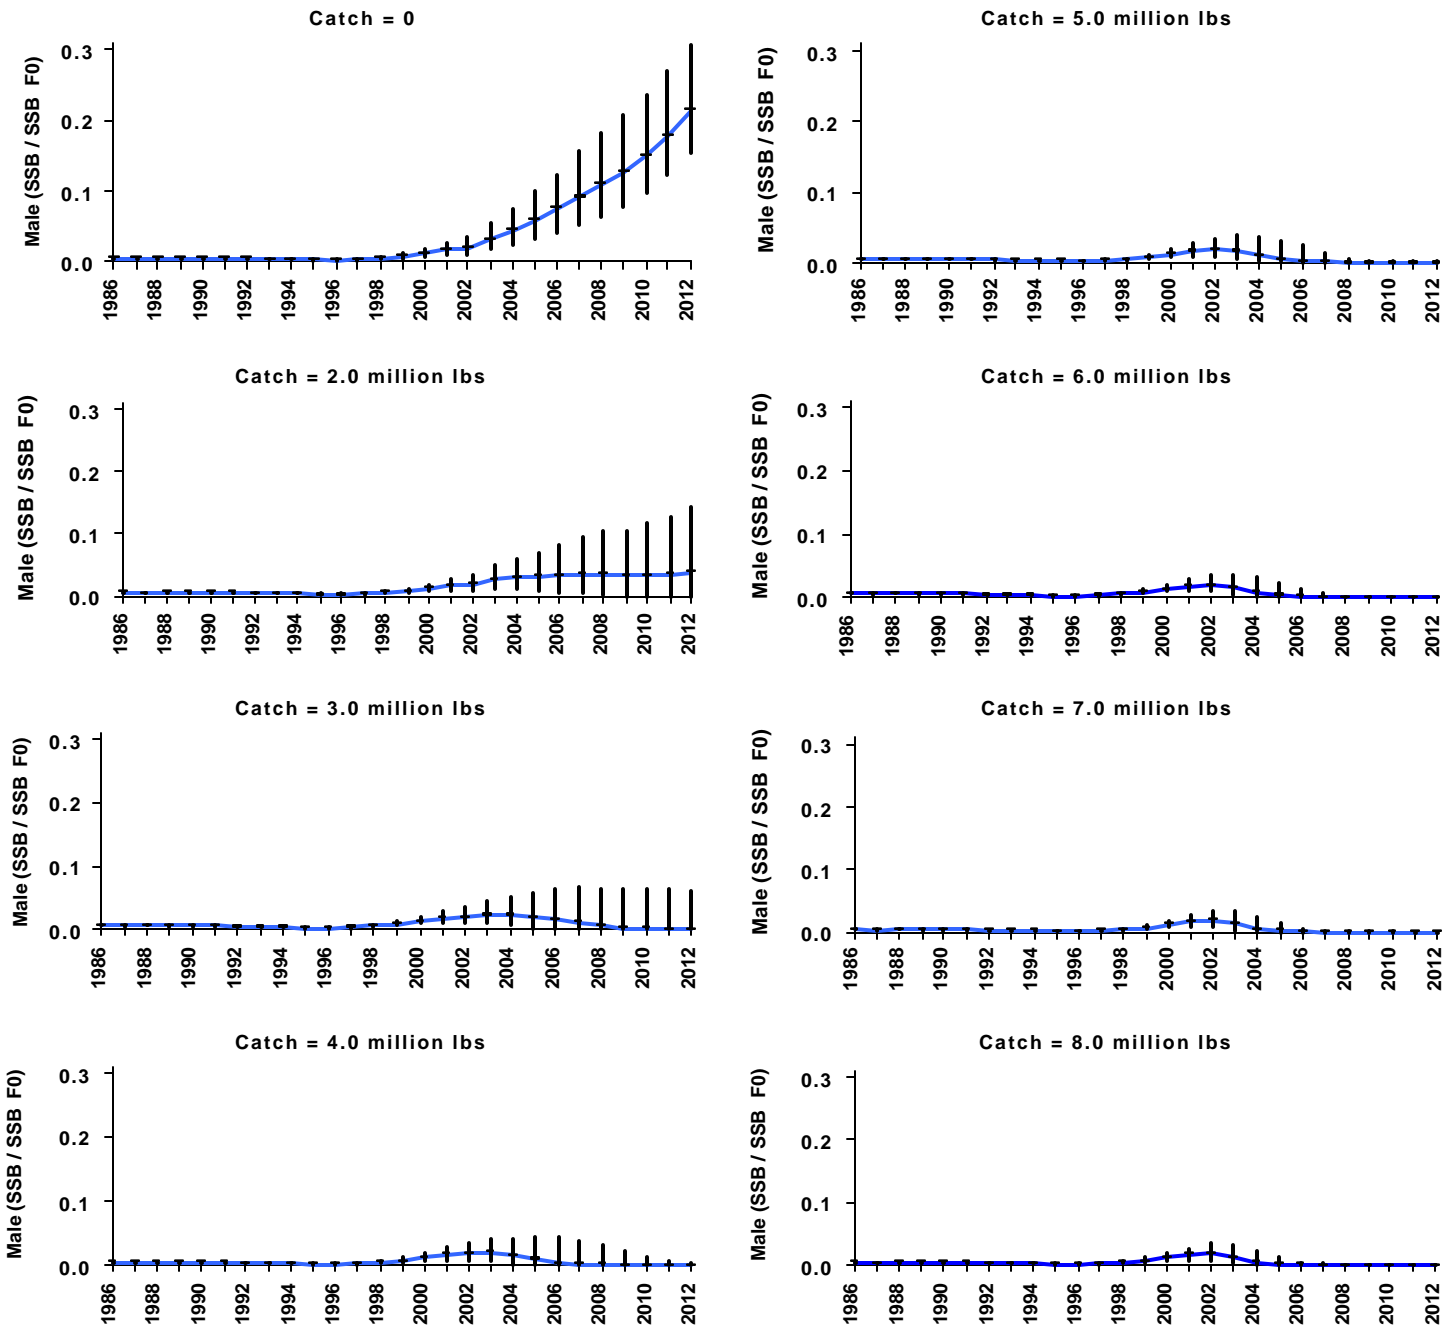 Catch = 0
Male (SSB / SSB F0)
0.3
0.2
0.1
0.0
1986 1988 1990 1992 1994 1996 1998 2000 2002 2004 2006 2008 2010 2012
Catch = 5.0 million lbs
Male (SSB / SSB F0)
0.3
0.2
0.1
0.0
1986 1988 1990 1992 1994 1996 1998 2000 2002 2004 2006 2008 2010 2012
Catch = 2.0 million lbs
Male (SSB / SSB F0)
0.3
0.2
0.1
0.0
1986 1988 1990 1992 1994 1996 1998 2000 2002 2004 2006 2008 2010 2012
Catch = 6.0 million lbs
Male (SSB / SSB F0)
0.3
0.2
0.1
0.0
1986 1988 1990 1992 1994 1996 1998 2000 2002 2004 2006 2008 2010 2012
Catch = 3.0 million lbs
Male (SSB / SSB F0)
0.3
0.2
0.1
0.0
1986 1988 1990 1992 1994 1996 1998 2000 2002 2004 2006 2008 2010 2012
Catch = 7.0 million lbs
Male (SSB / SSB F0)
0.3
0.2
0.1
0.0
1986 1988 1990 1992 1994 1996 1998 2000 2002 2004 2006 2008 2010 2012
Catch = 4.0 million lbs
Male (SSB / SSB F0)
0.3
0.2
0.1
0.0
1986 1988 1990 1992 1994 1996 1998 2000 2002 2004 2006 2008 2010 2012
Catch = 8.0 million lbs
Male (SSB / SSB F0)
0.3
0.2
0.1
0.0
1986 1988 1990 1992 1994 1996 1998 2000 2002 2004 2006 2008 2010 2012